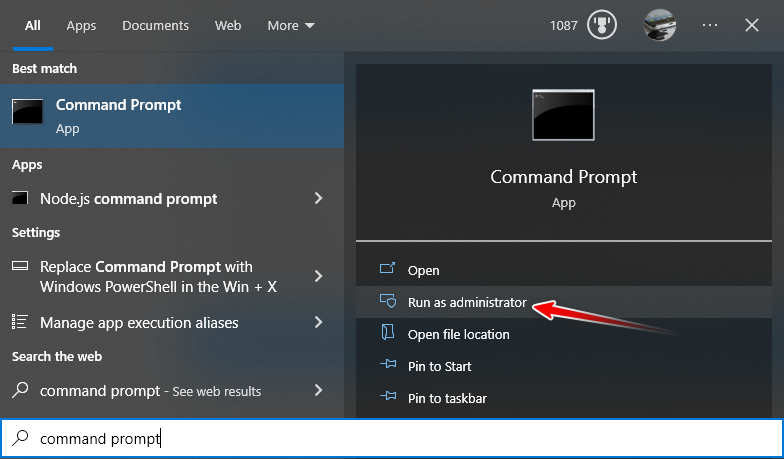 All Apps Documents Web More 1087 ...
Best match
Command Prompt
App
Apps
Node.js command prompt
Settings
Replace Command Prompt with
Windows PowerShell in the Win + X
Manage app execution aliases
Search the web
command prompt - See web results
Command Prompt
App
Open
Run as administrator
Open file location
Pin to Start
Pin to taskbar
command prompt